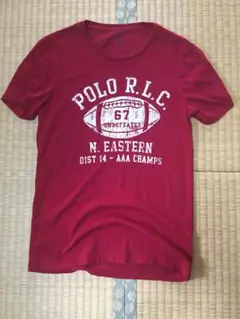 POLO R.L.C.
67
UNDEFEATED
N. EASTERN
DIST 14 - AAA CHAMPS